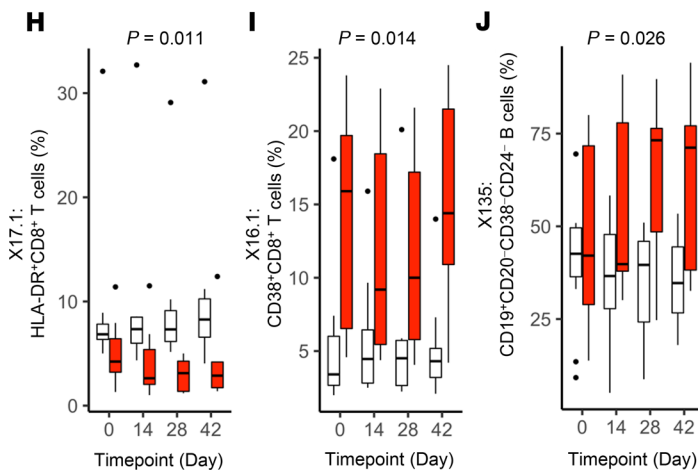 H
P = 0.011
X17.1:
HLA-DR⁺CD8⁺ T cells (%)
30
20
10
0
0 14 28 42
Timepoint (Day)
I
P = 0.014
X16.1:
CD38⁺CD8⁺ T cells (%)
25
20
15
10
5
0 14 28 42
Timepoint (Day)
J
P = 0.026
X135:
CD19⁺CD20⁻CD38⁻CD24⁻ B cells (%)
75
50
25
0 14 28 42
Timepoint (Day)